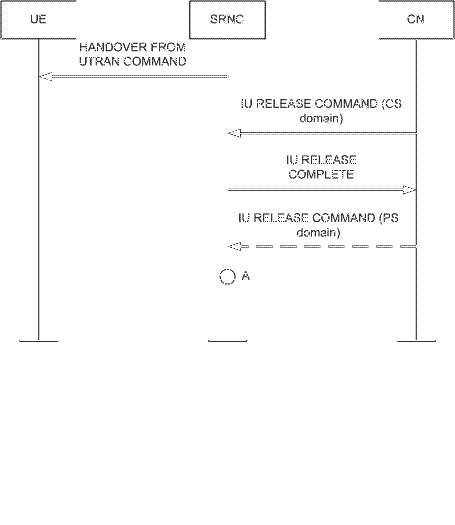 UE
SRNC
CN
HANDOVER FROM
UTRAN COMMAND
IU RELEASE COMMAND (CS
domain)
IU RELEASE
COMPLETE
IU RELEASE COMMAND (PS
domain)
A